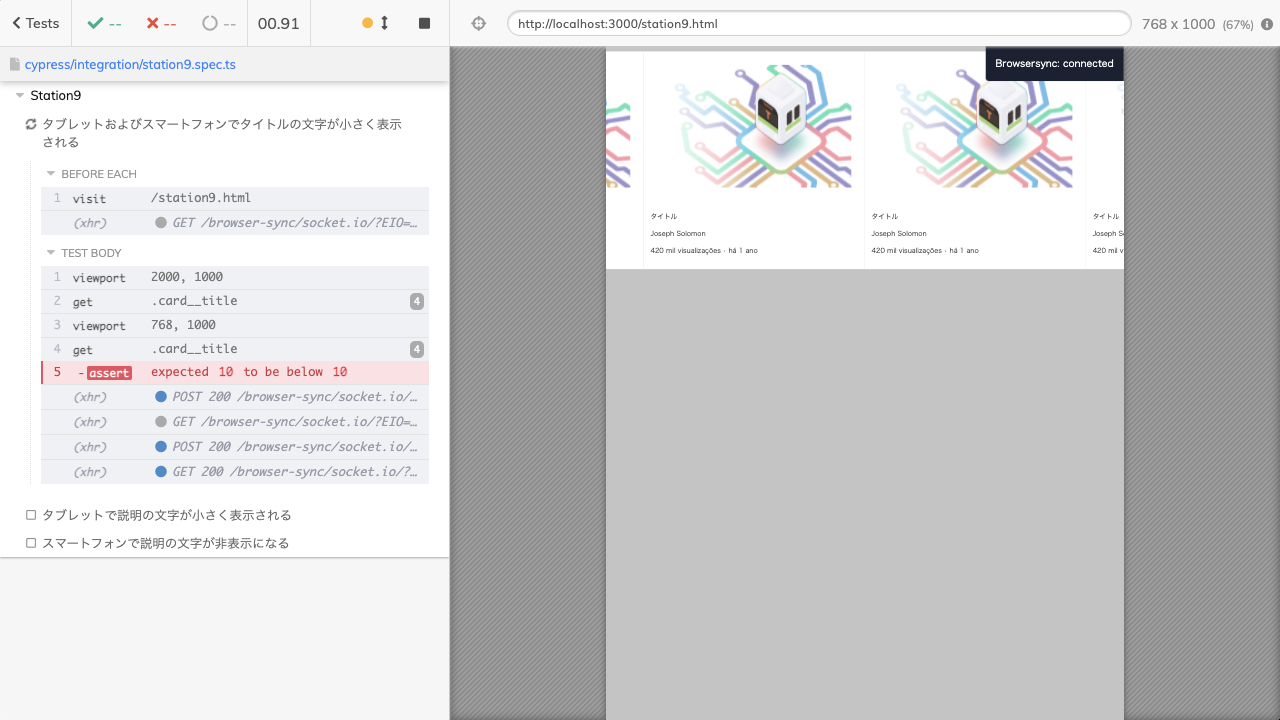 Tests
--
--
--
00.91
http://localhost:3000/station9.html
768 x 1000 (67%)
cypress/integration/station9.spec.ts
Browsersync: connected
Station9
タブレットおよびスマートフォンでタイトルの文字が小さく表示
される
BEFORE EACH
1 visit /station9.html
(xhr) GET /browser-sync/socket.io/?EIO=…
TEST BODY
1 viewport 2000, 1000
2 get .card__title 4
3 viewport 768, 1000
4 get .card__title 4
5 -assert expected 10 to be below 10
(xhr) POST 200 /browser-sync/socket.io/…
(xhr) GET /browser-sync/socket.io/?EIO=…
(xhr) POST 200 /browser-sync/socket.io/…
(xhr) GET 200 /browser-sync/socket.io/?…
タブレットで説明の文字が小さく表示される
スマートフォンで説明の文字が非表示になる
タイトル
Joseph Solomon
420 mil visualizações · há 1 ano
タイトル
Joseph Solomon
420 mil visualizações · há 1 ano
タイトル
Joseph S
420 mil v